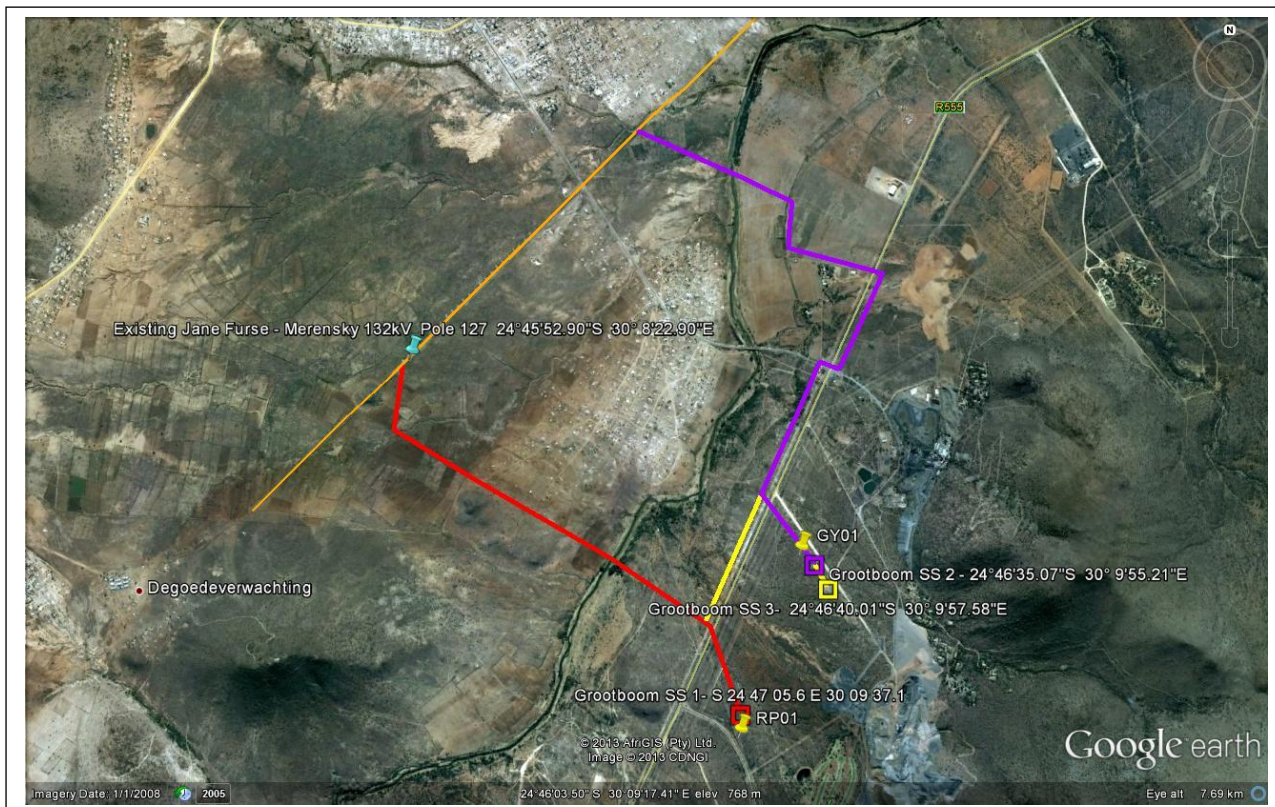 N
R555
Existing Jane Furse - Merensky 132kV Pole 127 24°45'52.90"S 30° 8'22.90"E
GY01
Degoedeverwachting
Grootboom SS 2 - 24°46'35.07"S 30° 9'55.21"E
Grootboom SS 3- 24°46'40.01"S 30° 9'57.58"E
Grootboom SS 1- S 24 47 05.6 E 30 09 37.1
RP01
© 2013 AfriGIS (Pty) Ltd.
Image © 2013 CDNGI
Google earth
Imagery Date: 1/1/2008 2005 24°46'03.50" S 30°09'17.41" E elev 768 m Eye alt 7.69 km